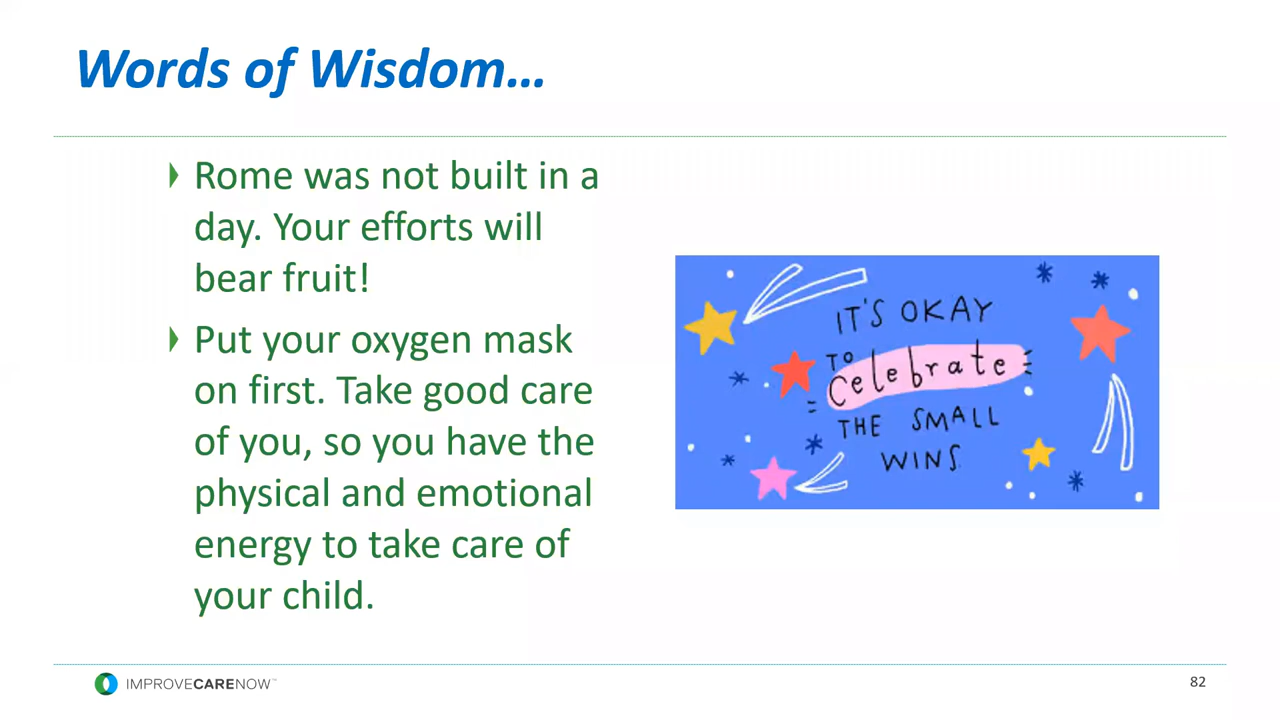 Words of Wisdom…
Rome was not built in a
day. Your efforts will
bear fruit!
Put your oxygen mask
on first. Take good care
of you, so you have the
physical and emotional
energy to take care of
your child.
IT'S OKAY
TO
Celebrate
THE SMALL
WINS
IMPROVECARENOW™
82